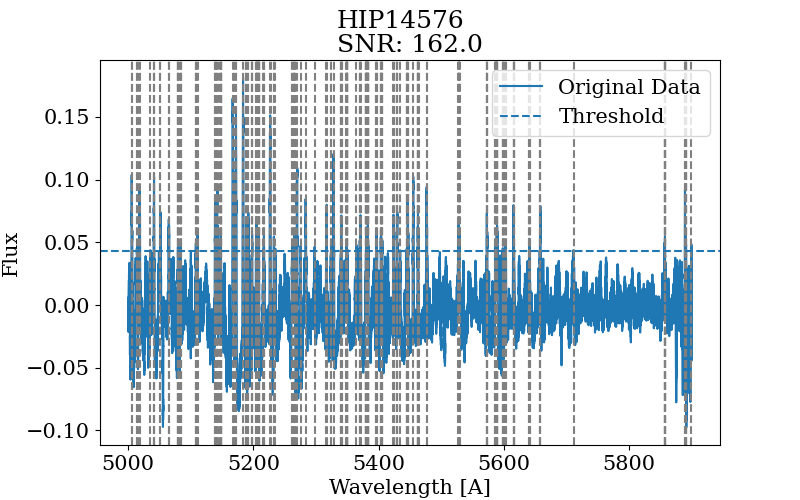 HIP14576
SNR: 162.0
Original Data
Threshold
0.15
0.10
0.05
0.00
−0.05
−0.10
Flux
5000 5200 5400 5600 5800
Wavelength [A]